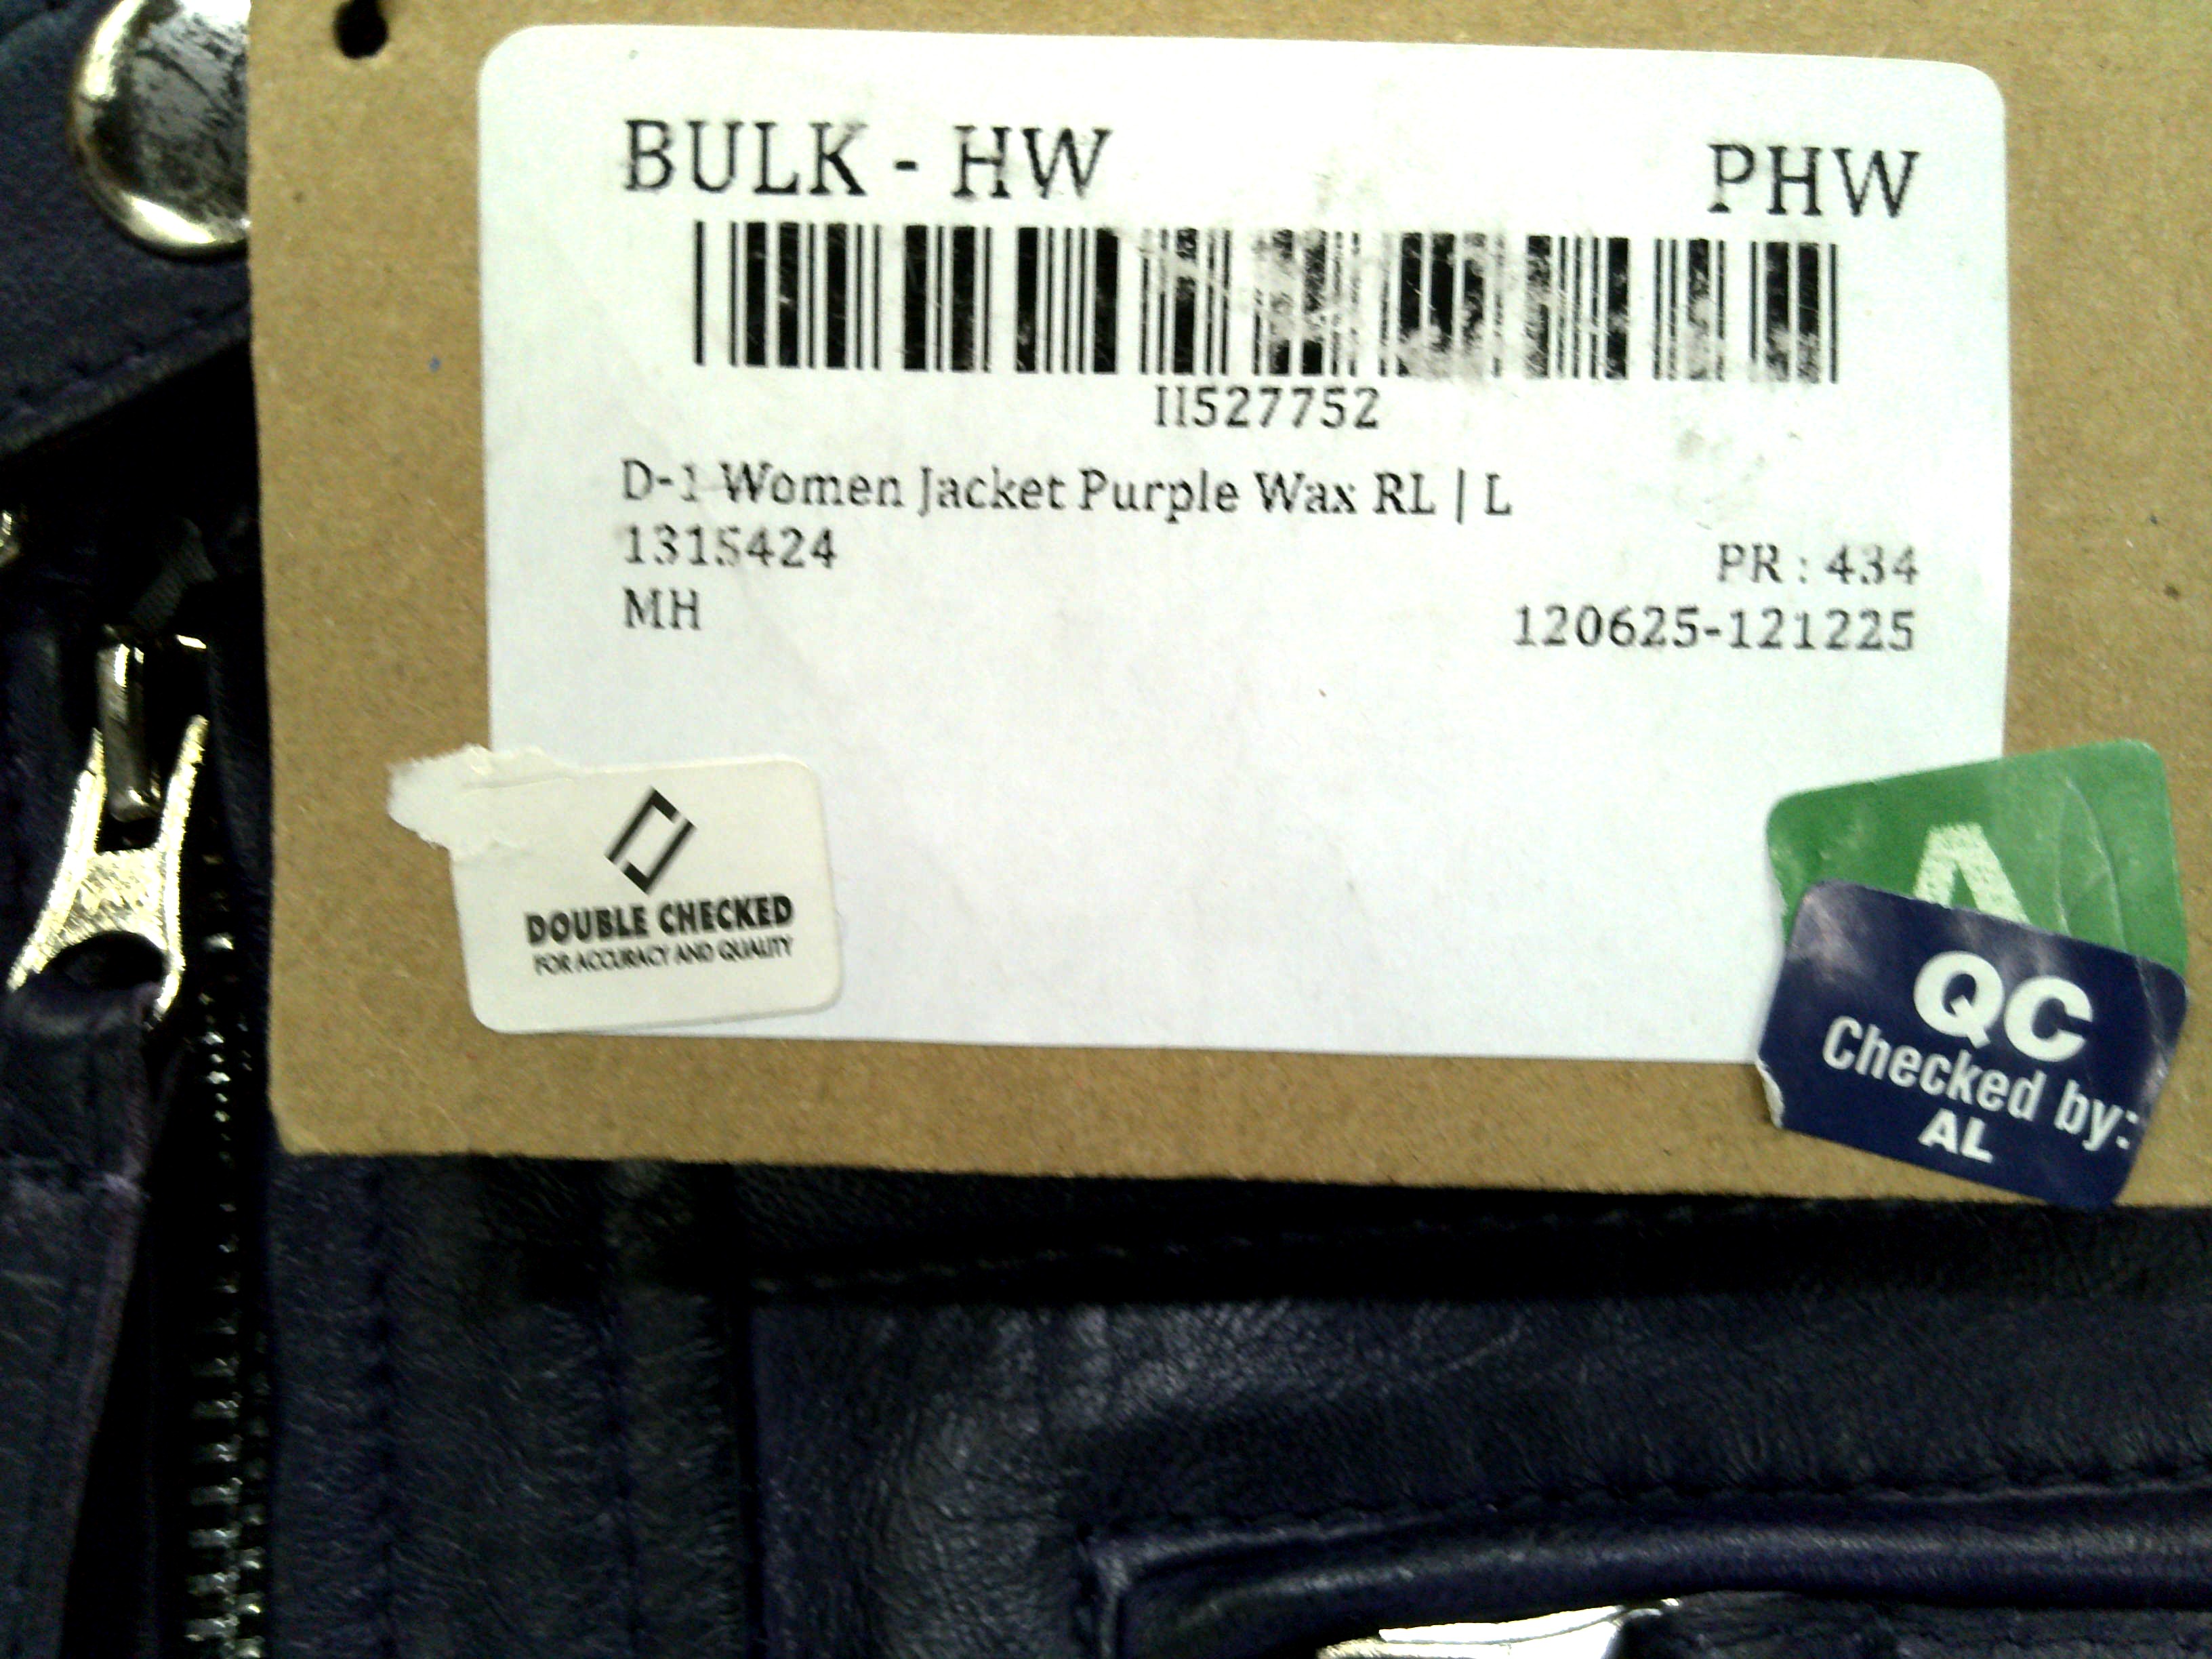 BULK - HW
PHW
II527752
D-1 Women Jacket Purple Wax RL | L
1315424
PR : 434
MH
120625-121225
DOUBLE CHECKED
FOR ACCURACY AND QUALITY
A
QC
Checked by:
AL